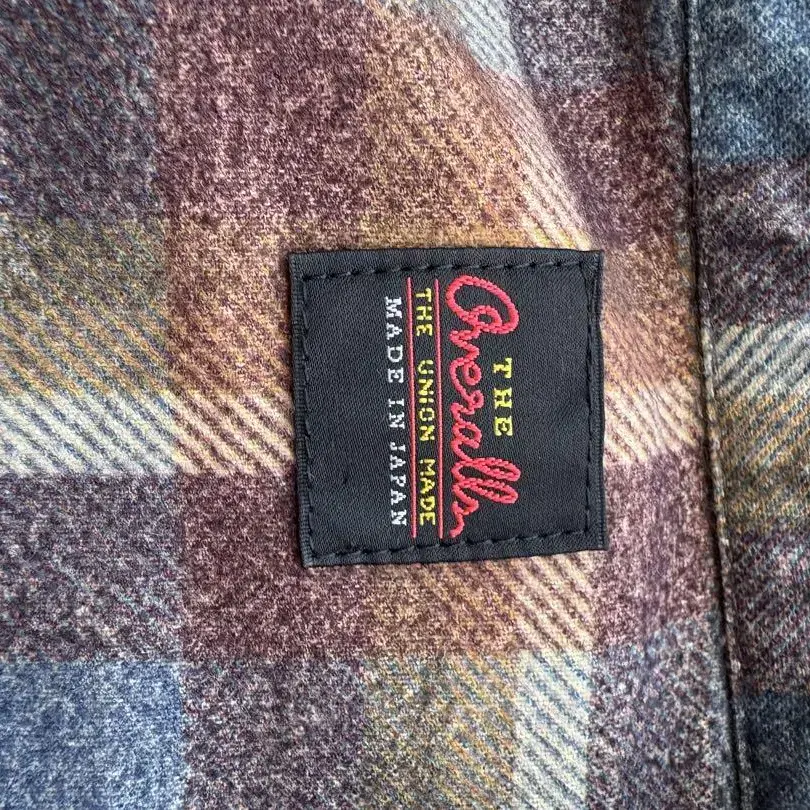 THE
Overalls
THE UNION MADE
MADE IN JAPAN